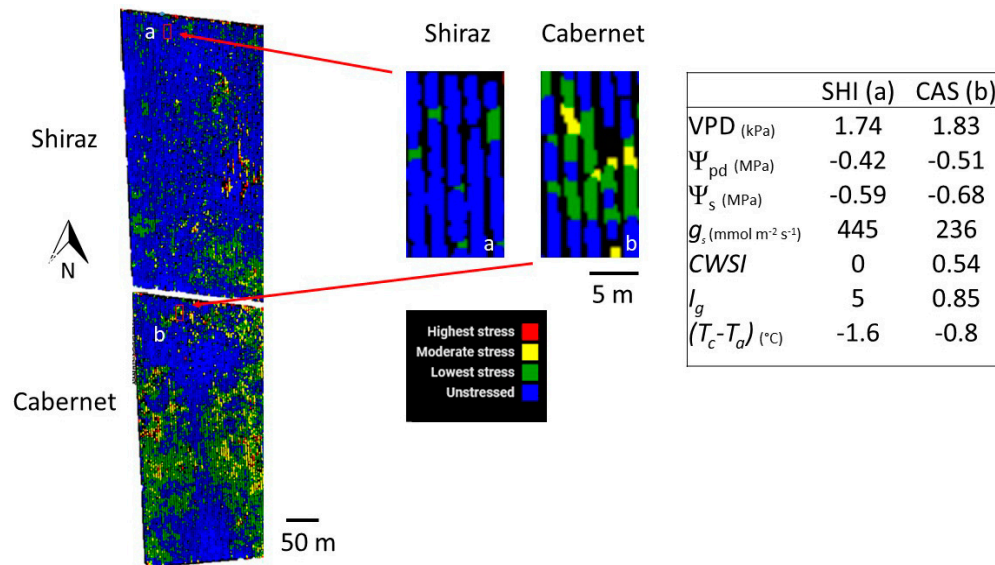 Shiraz
Cabernet
N
a
b
50 m
Shiraz Cabernet
a
b
5 m
Highest stress
Moderate stress
Lowest stress
Unstressed
SHI (a) CAS (b)
VPD (kPa) 1.74 1.83
Ψpd (MPa) -0.42 -0.51
Ψs (MPa) -0.59 -0.68
gs (mmol m⁻² s⁻¹) 445 236
CWSI 0 0.54
Ig 5 0.85
(Tc-Ta) (°C) -1.6 -0.8